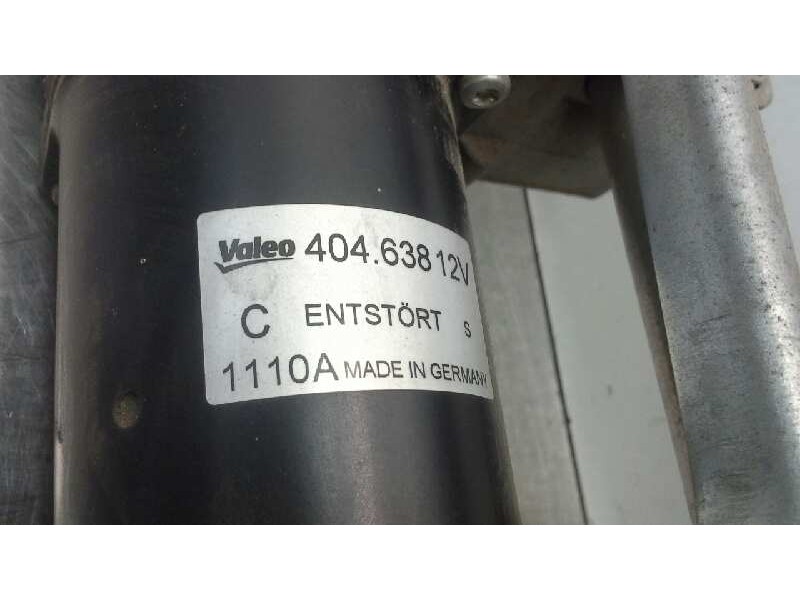 Valeo 404.638 12V
C ENTSTÖRT S
1110A MADE IN GERMANY